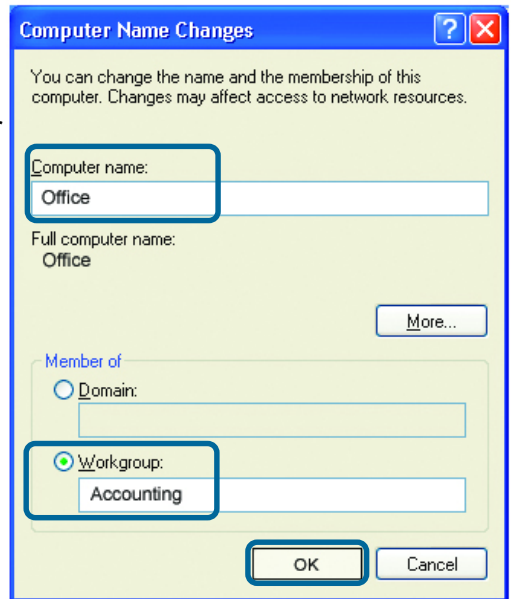 Computer Name Changes
You can change the name and the membership of this
computer. Changes may affect access to network resources.
Computer name:
Office
Full computer name:
Office
More...
Member of
Domain:
Workgroup:
Accounting
OK Cancel